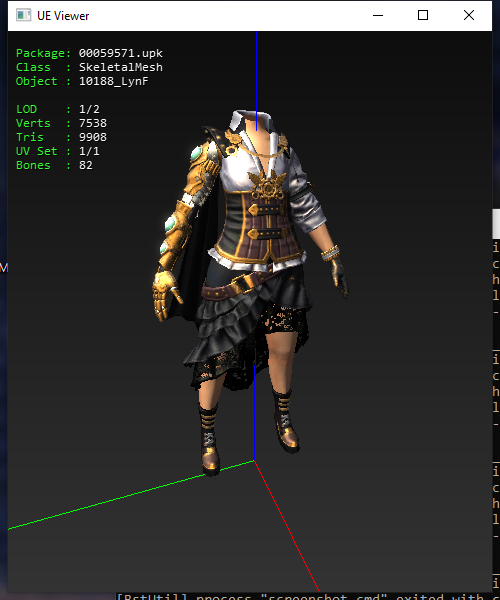 UE Viewer
Package: 00059571.upk
Class  : SkeletalMesh
Object : 10188_LynF
LOD    : 1/2
Verts  : 7538
Tris   : 9908
UV Set : 1/1
Bones  : 82
M
i
c
h
l
-
i
c
h
l
-
i
c
h
l
-
i
[BstUtil] process "screenshot.cmd" exited with c